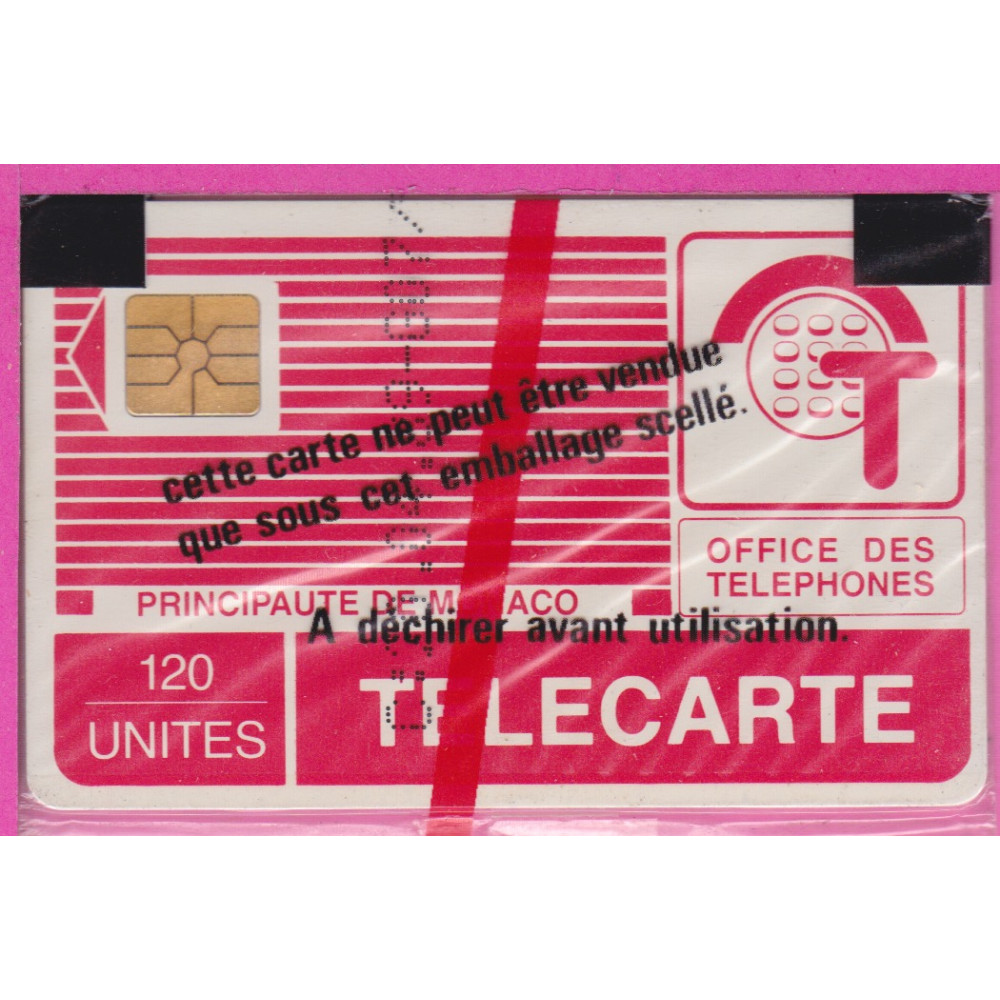 cette carte ne peut être vendue
que sous cet emballage scellé.
OFFICE DES
TELEPHONES
PRINCIPAUTE DE MONACO
A déchirer avant utilisation.
120
UNITES
TELECARTE